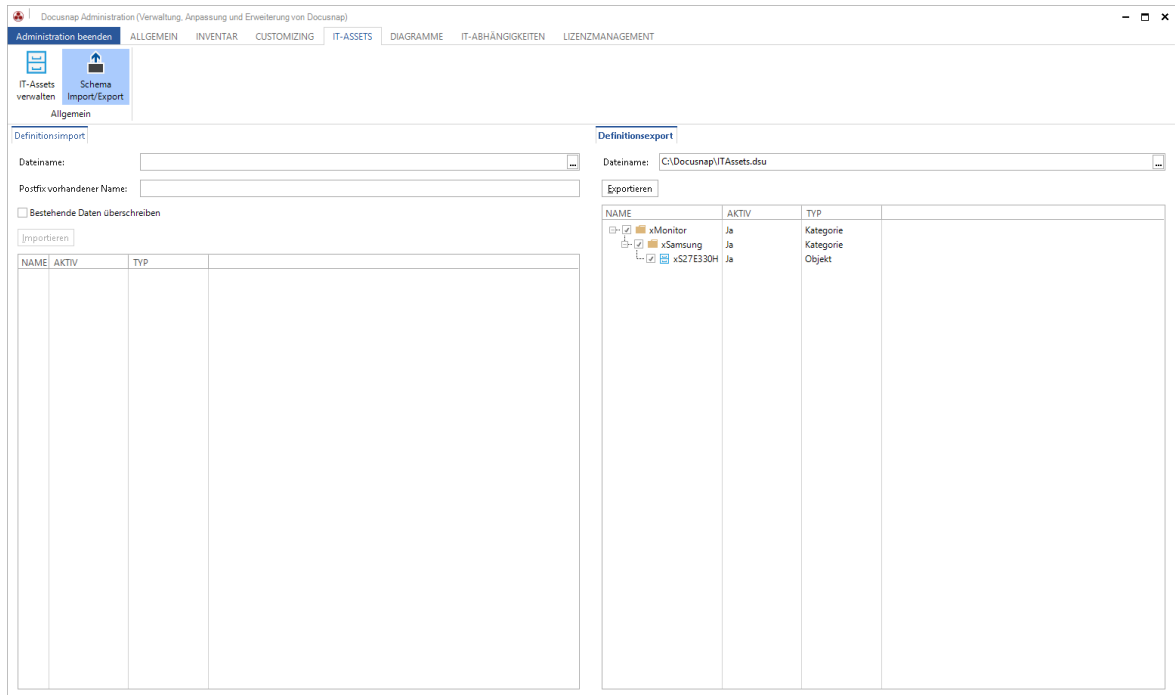 Docusnap Administration (Verwaltung, Anpassung und Erweiterung von Docusnap)
Administration beenden ALLGEMEIN INVENTAR CUSTOMIZING IT-ASSETS DIAGRAMME IT-ABHÄNGIGKEITEN LIZENZMANAGEMENT
IT-Assets verwalten
Schema Import/Export
Allgemein
Definitionsimport
Dateiname:
...
Postfix vorhandener Name:
Bestehende Daten überschreiben
Importieren
NAME AKTIV TYP
Definitionsexport
Dateiname: C:\Docusnap\ITAssets.dsu ...
Exportieren
NAME AKTIV TYP
xMonitor Ja Kategorie
xSamsung Ja Kategorie
xS27E330H Ja Objekt